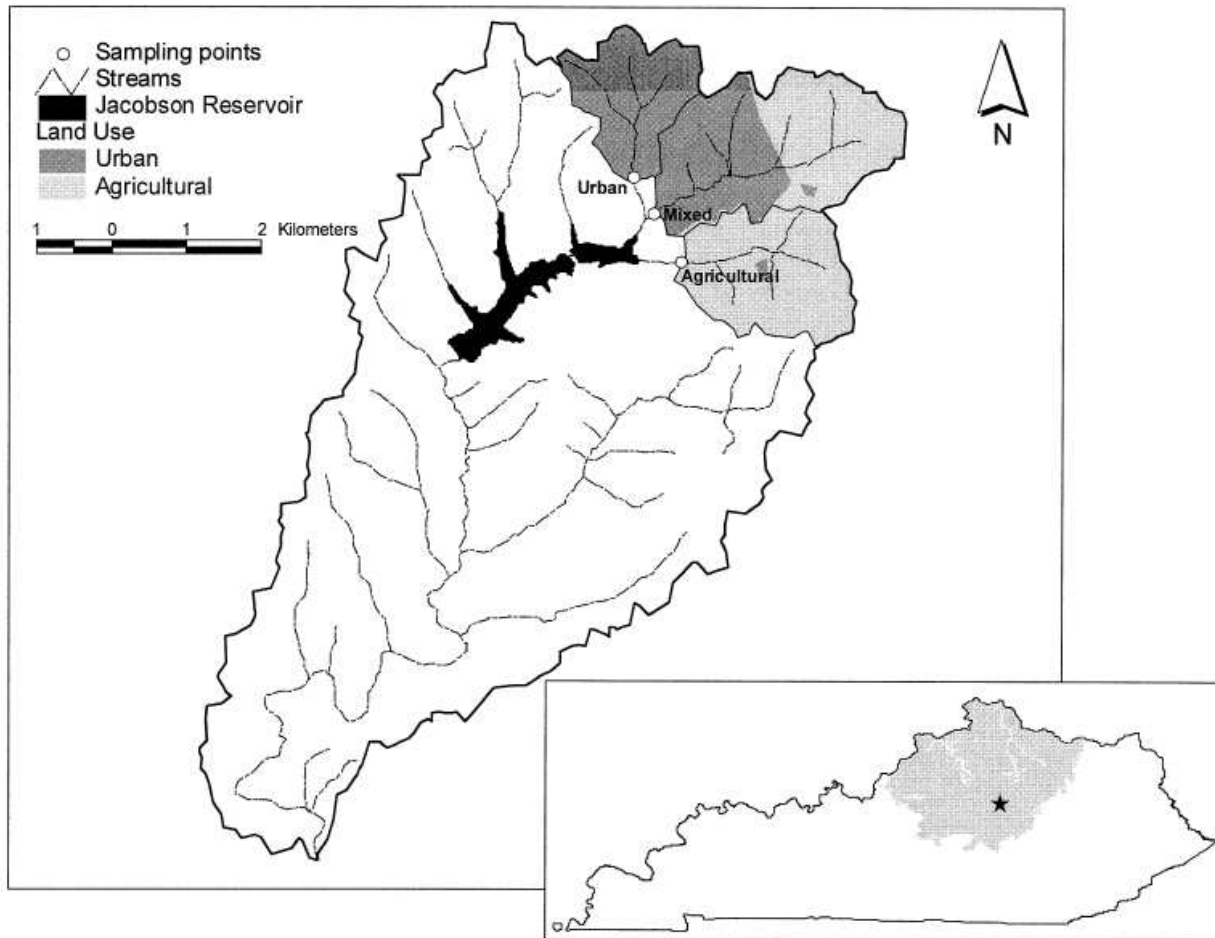 Sampling points
Streams
Jacobson Reservoir
Land Use
Urban
Agricultural
1 0 1 2 Kilometers
N
Urban
Mixed
Agricultural